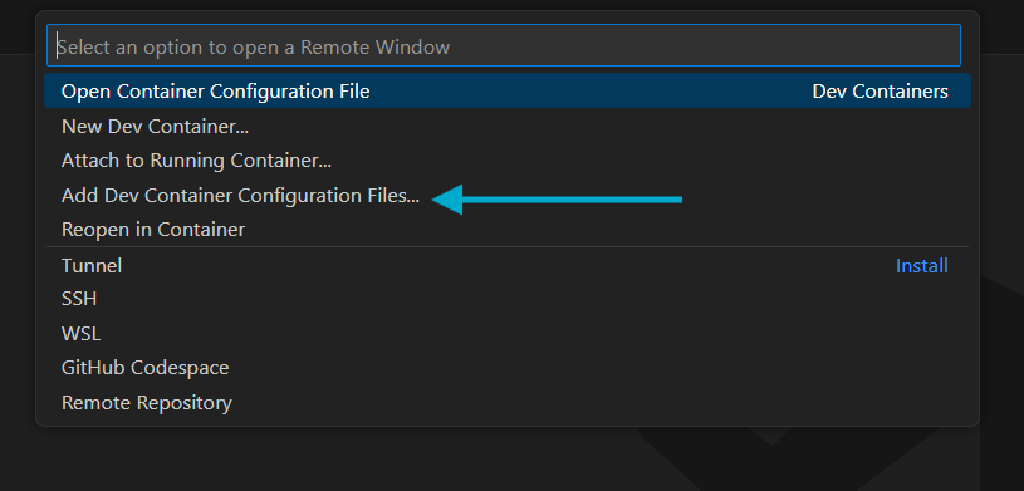 Select an option to open a Remote Window
Open Container Configuration File Dev Containers
New Dev Container...
Attach to Running Container...
Add Dev Container Configuration Files...
Reopen in Container
Tunnel Install
SSH
WSL
GitHub Codespace
Remote Repository